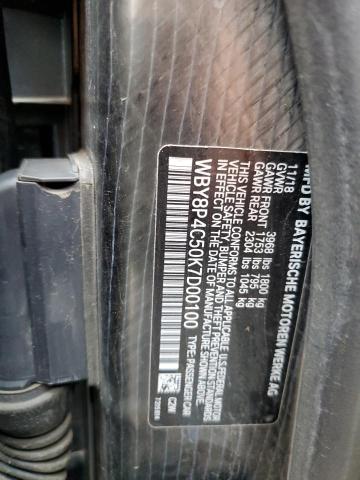 MFD BY BAYERISCHE MOTOREN WERKE AG
11/18
GVWR 3968 lbs 1800 kg
GAWR FRONT 1753 lbs 795 kg
GAWR REAR 2304 lbs 1045 kg
THIS VEHICLE CONFORMS TO ALL APPLICABLE U.S. FEDERAL MOTOR
VEHICLE SAFETY, BUMPER AND THEFT PREVENTION STANDARDS
IN EFFECT ON THE DATE OF MANUFACTURE SHOWN ABOVE.
WBY8P4C50K7D00100 TYPE: PASSENGER CAR
C2W